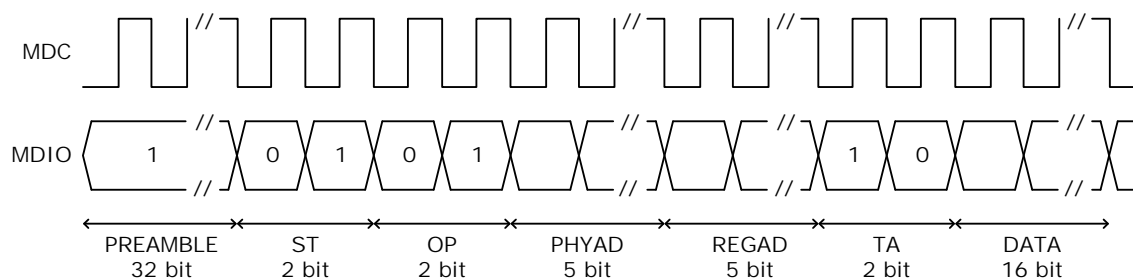 MDC
//
//
//
//
MDIO
1
0
1
0
1
1
0
//
//
//
//
//
//
//
//
PREAMBLE
32 bit
ST
2 bit
OP
2 bit
PHYAD
5 bit
REGAD
5 bit
TA
2 bit
DATA
16 bit